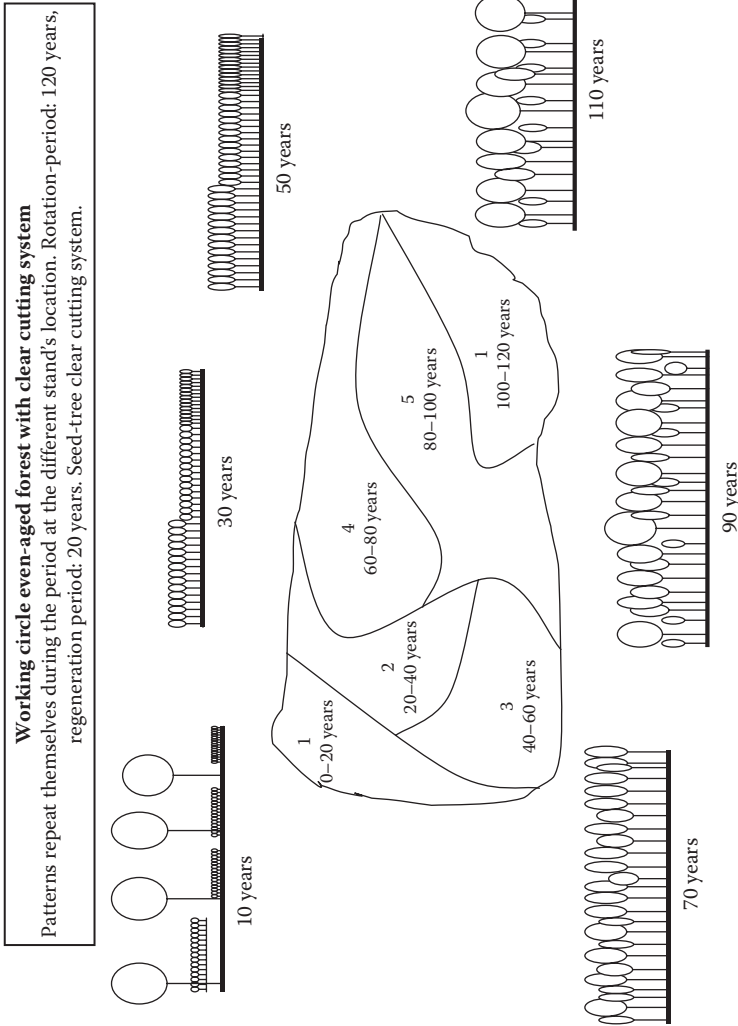 Working circle even-aged forest with clear cutting system
Patterns repeat themselves during the period at the different stand’s location. Rotation-period: 120 years,
regeneration period: 20 years. Seed-tree clear cutting system.
10 years
30 years
50 years
1
0–20 years
2
20–40 years
3
40–60 years
4
60–80 years
5
80–100 years
1
100–120 years
70 years
90 years
110 years